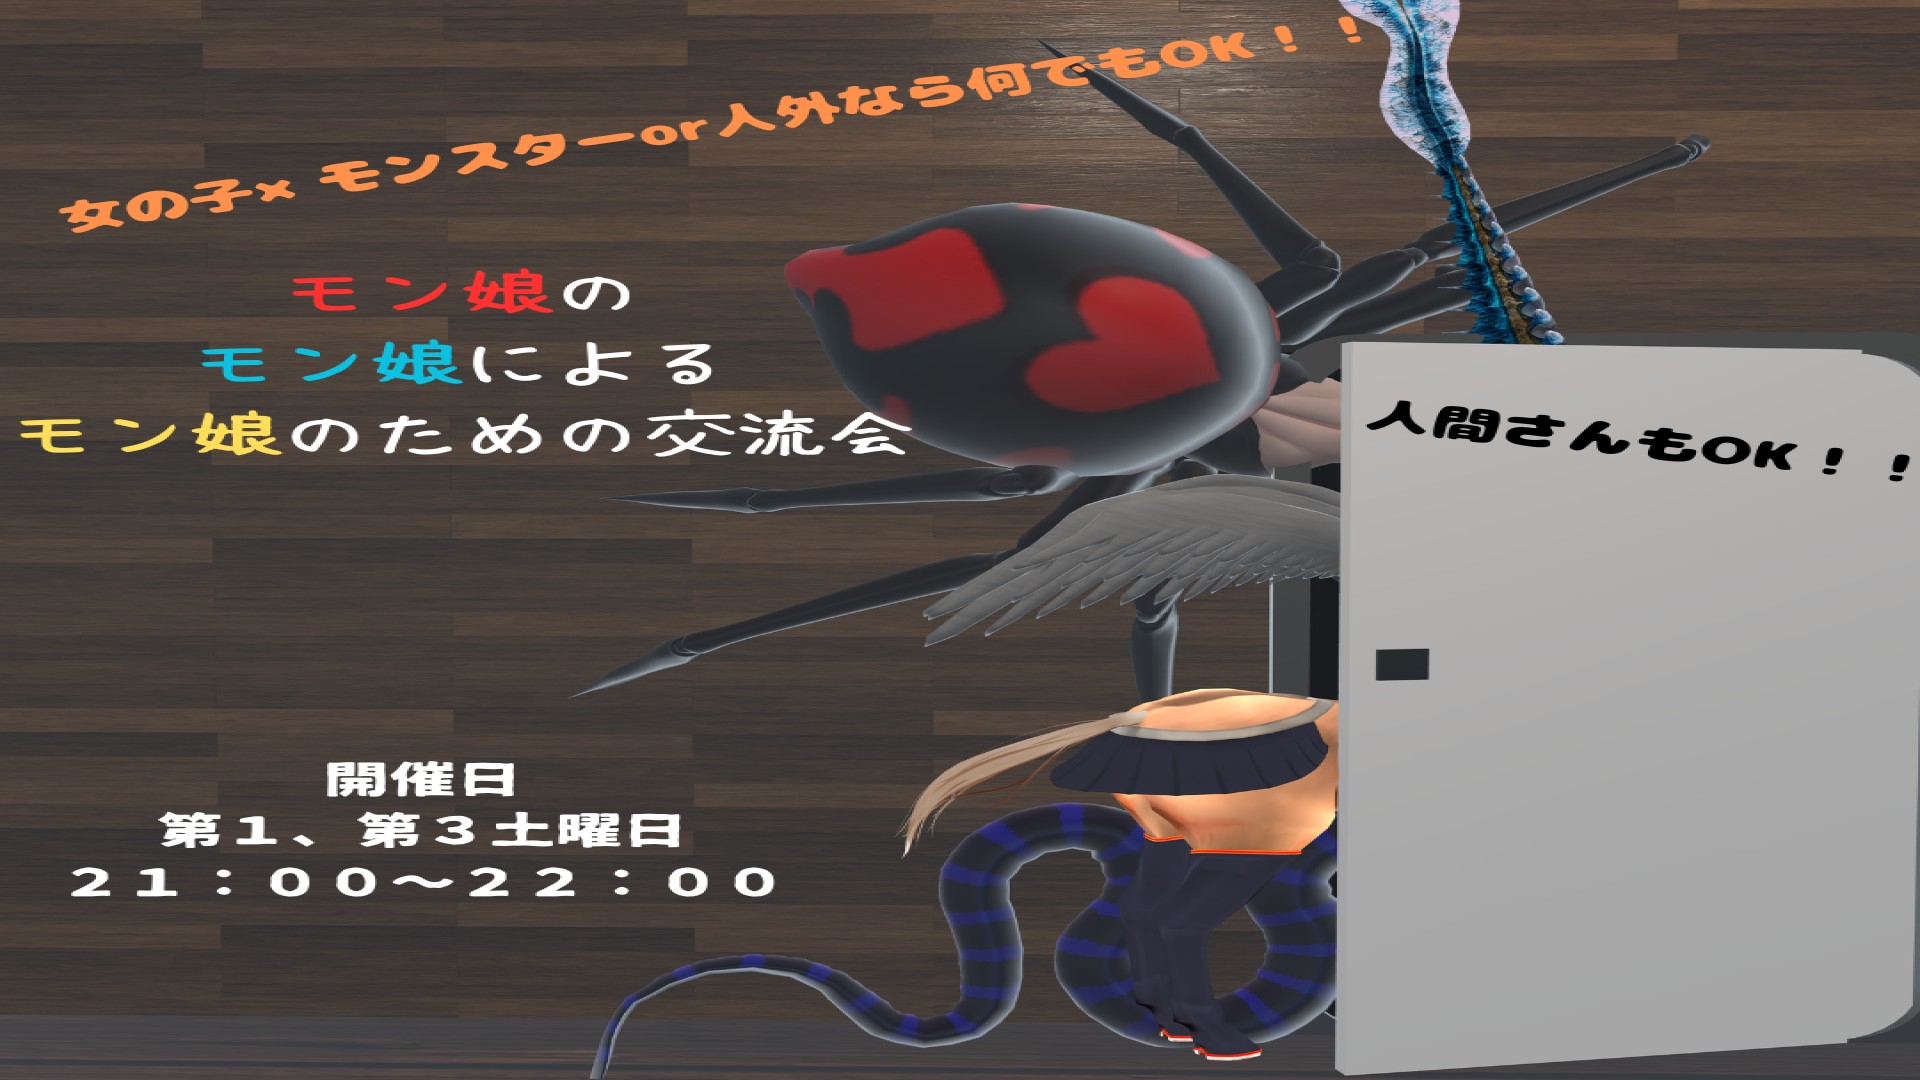 女の子× モンスターor人外なら何でもOK！！
モン娘の
モン娘による
モン娘のための交流会
人間さんもOK！！
開催日
第１、第３土曜日
２１：００～２２：００